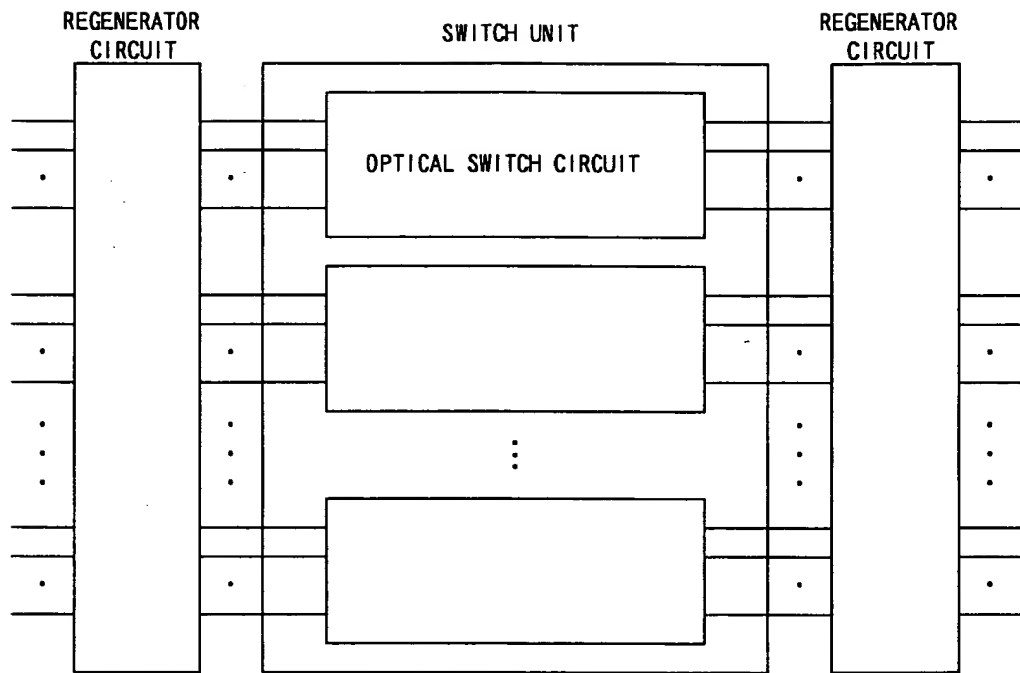 REGENERATOR
CIRCUIT
SWITCH UNIT
REGENERATOR
CIRCUIT
OPTICAL SWITCH CIRCUIT